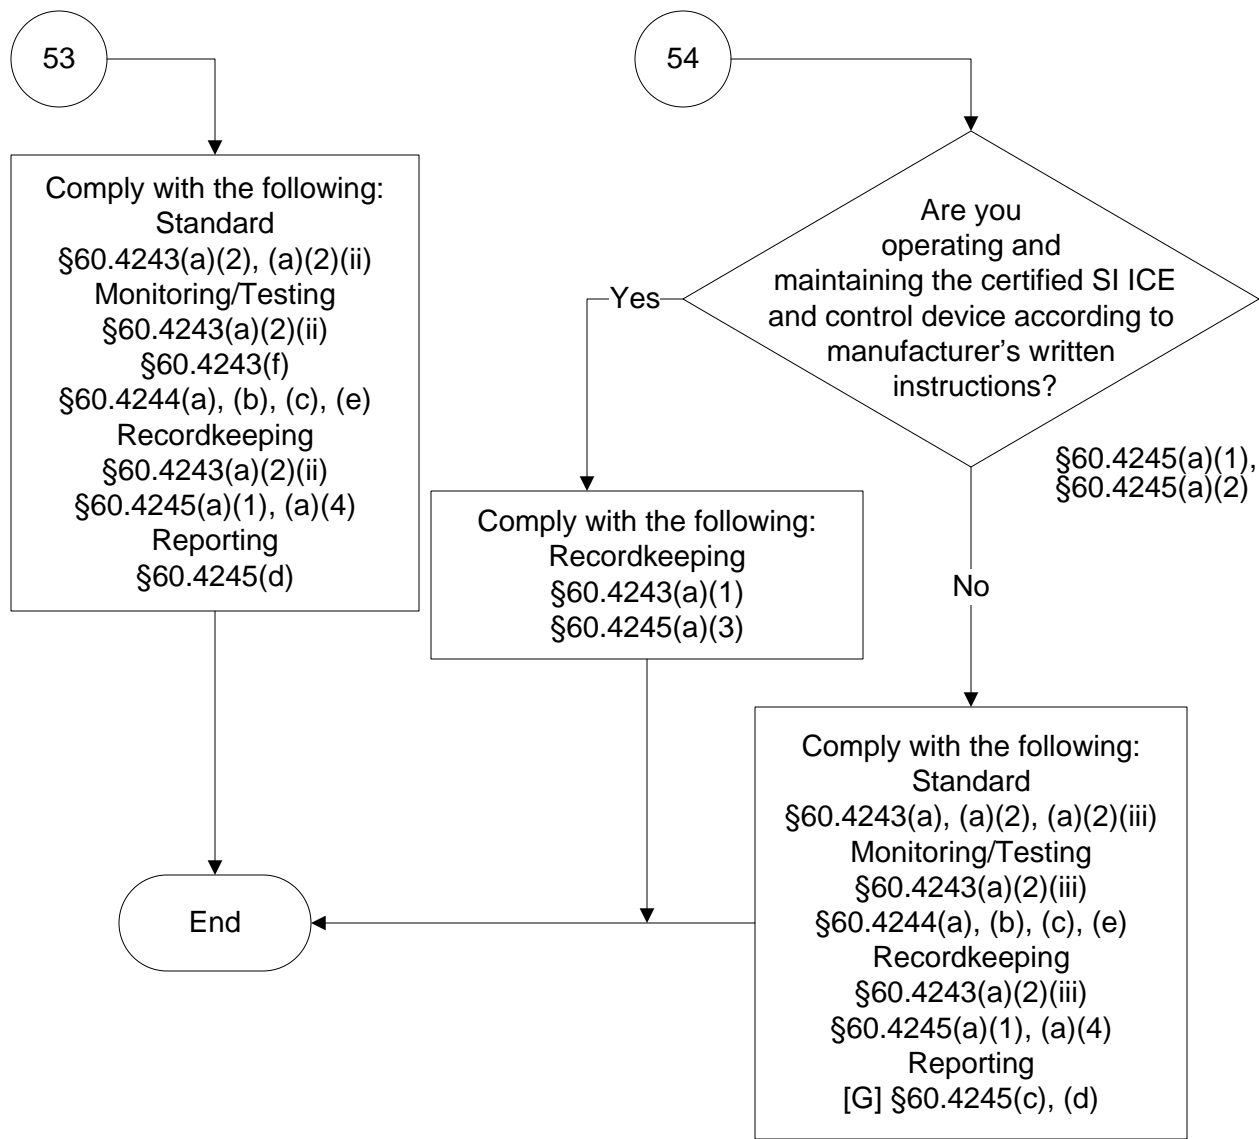 53
Comply with the following:
Standard
§60.4243(a)(2), (a)(2)(ii)
Monitoring/Testing
§60.4243(a)(2)(ii)
§60.4243(f)
§60.4244(a), (b), (c), (e)
Recordkeeping
§60.4243(a)(2)(ii)
§60.4245(a)(1), (a)(4)
Reporting
§60.4245(d)
54
Are you
operating and
maintaining the certified SI ICE
and control device according to
manufacturer’s written
instructions?
§60.4245(a)(1),
§60.4245(a)(2)
Yes
Comply with the following:
Recordkeeping
§60.4243(a)(1)
§60.4245(a)(3)
No
Comply with the following:
Standard
§60.4243(a), (a)(2), (a)(2)(iii)
Monitoring/Testing
§60.4243(a)(2)(iii)
§60.4244(a), (b), (c), (e)
Recordkeeping
§60.4243(a)(2)(iii)
§60.4245(a)(1), (a)(4)
Reporting
[G] §60.4245(c), (d)
End